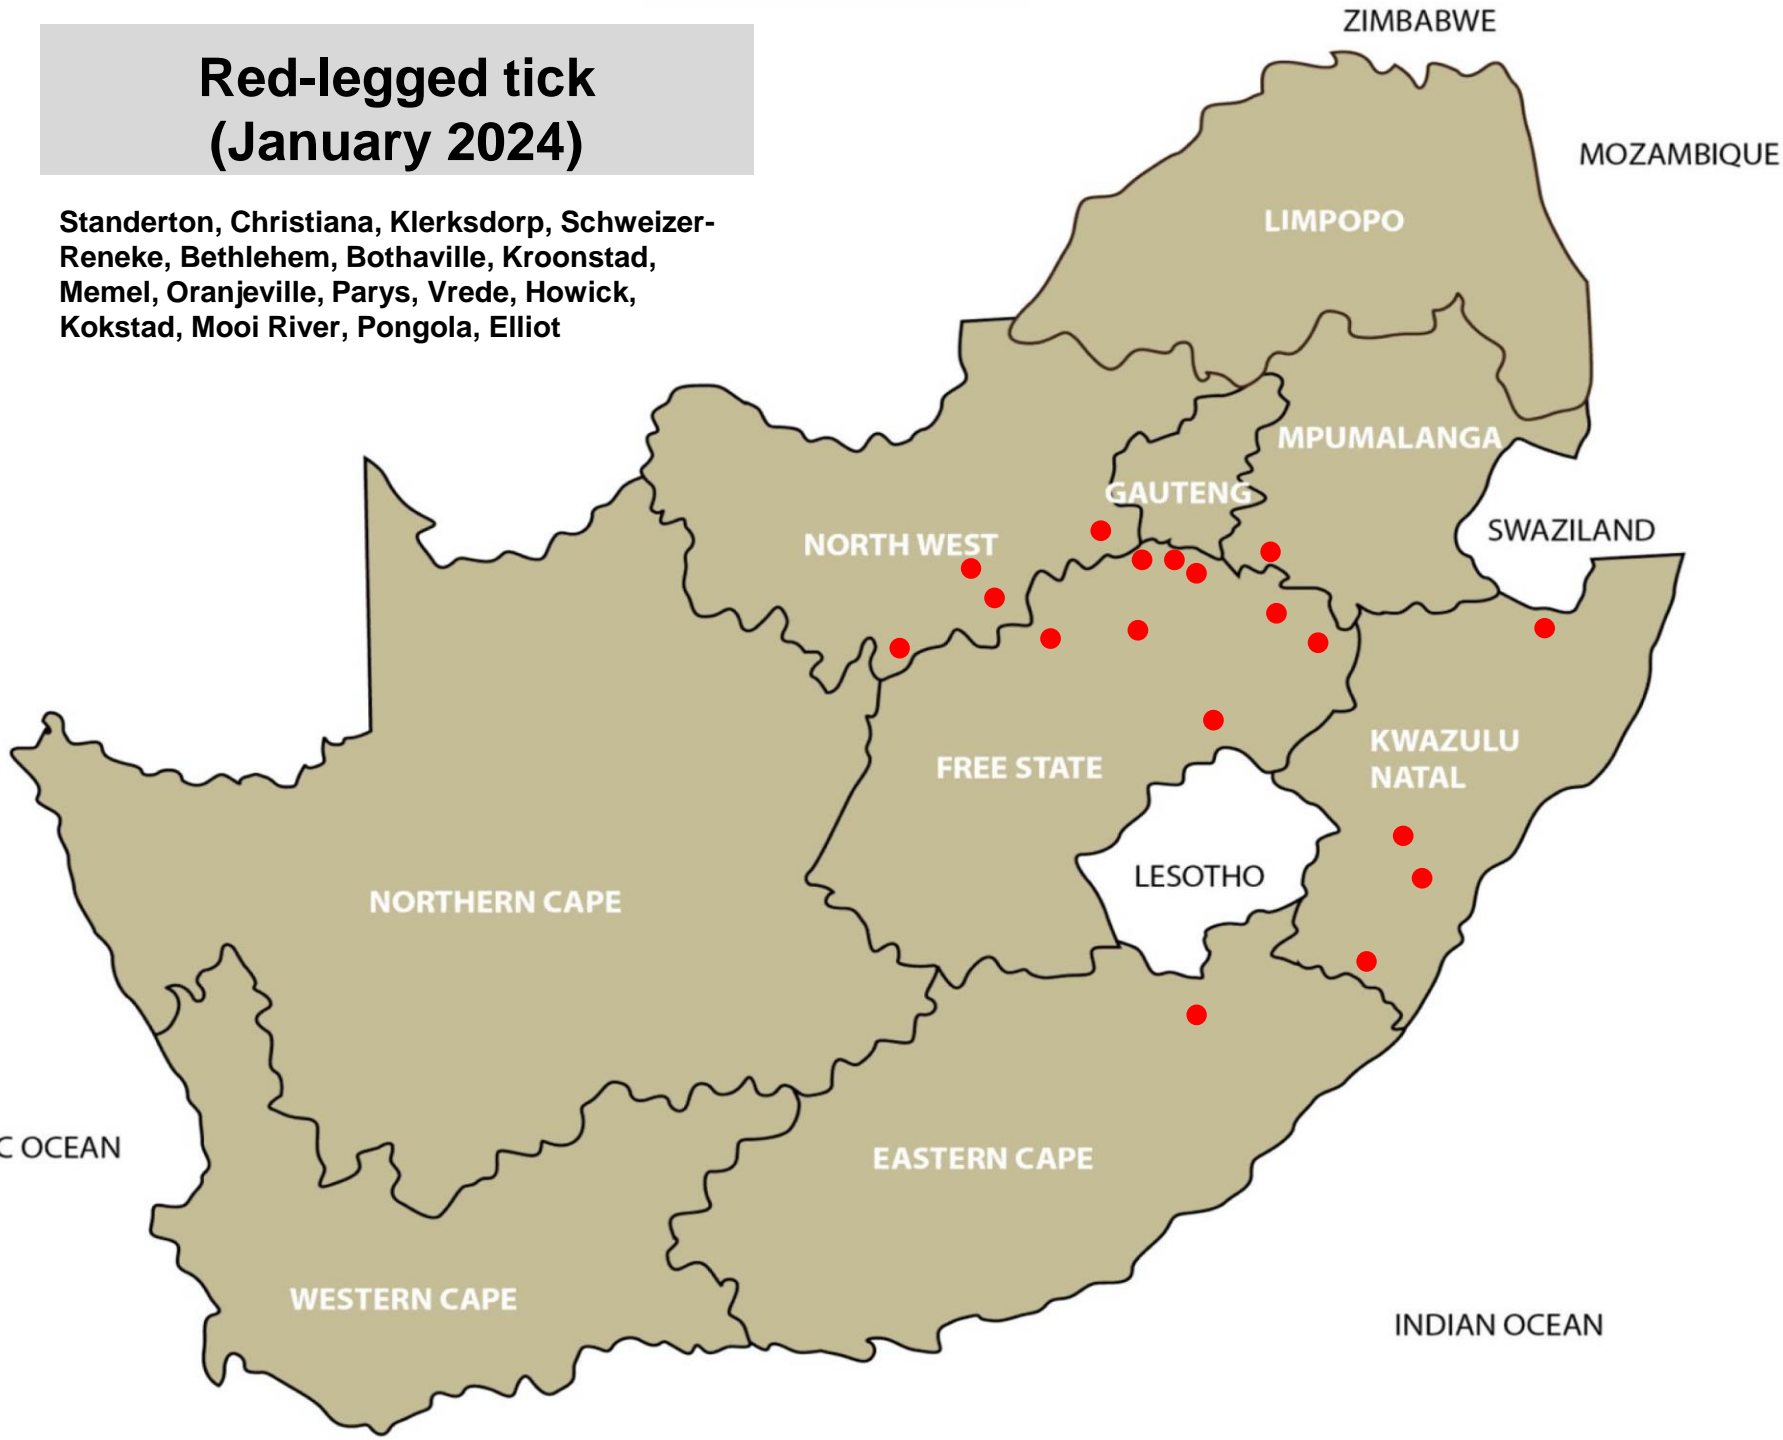 Red-legged tick
(January 2024)
Standerton, Christiana, Klerksdorp, Schweizer-
Reneke, Bethlehem, Bothaville, Kroonstad,
Memel, Oranjeville, Parys, Vrede, Howick,
Kokstad, Mooi River, Pongola, Elliot
ZIMBABWE
MOZAMBIQUE
LIMPOPO
MPUMALANGA
GAUTENG
SWAZILAND
NORTH WEST
KWAZULU
NATAL
FREE STATE
LESOTHO
NORTHERN CAPE
C OCEAN
EASTERN CAPE
WESTERN CAPE
INDIAN OCEAN